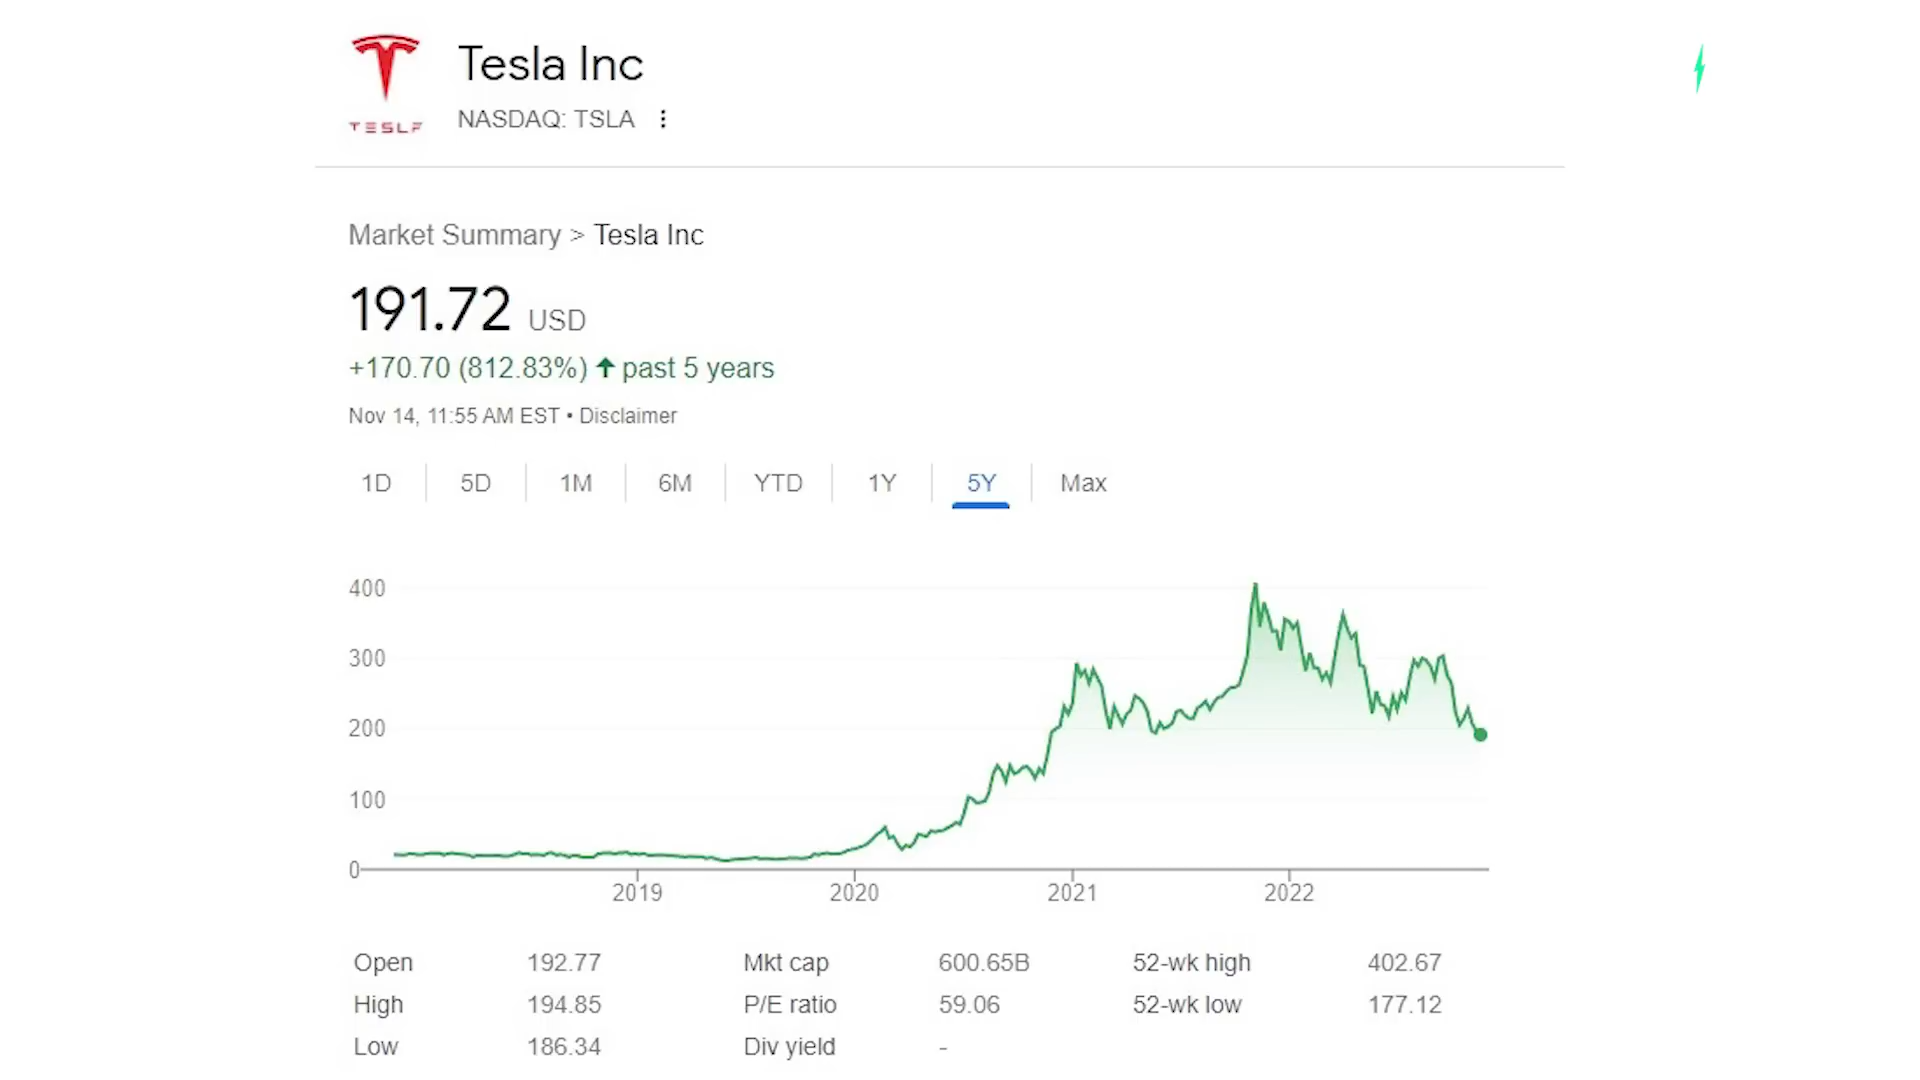 Tesla Inc
NASDAQ: TSLA
TESLA
Market Summary > Tesla Inc
191.72 USD
+170.70 (812.83%) ↑ past 5 years
Nov 14, 11:55 AM EST • Disclaimer
1D 5D 1M 6M YTD 1Y 5Y Max
400
300
200
100
0
2019 2020 2021 2022
Open 192.77 Mkt cap 600.65B 52-wk high 402.67
High 194.85 P/E ratio 59.06 52-wk low 177.12
Low 186.34 Div yield -